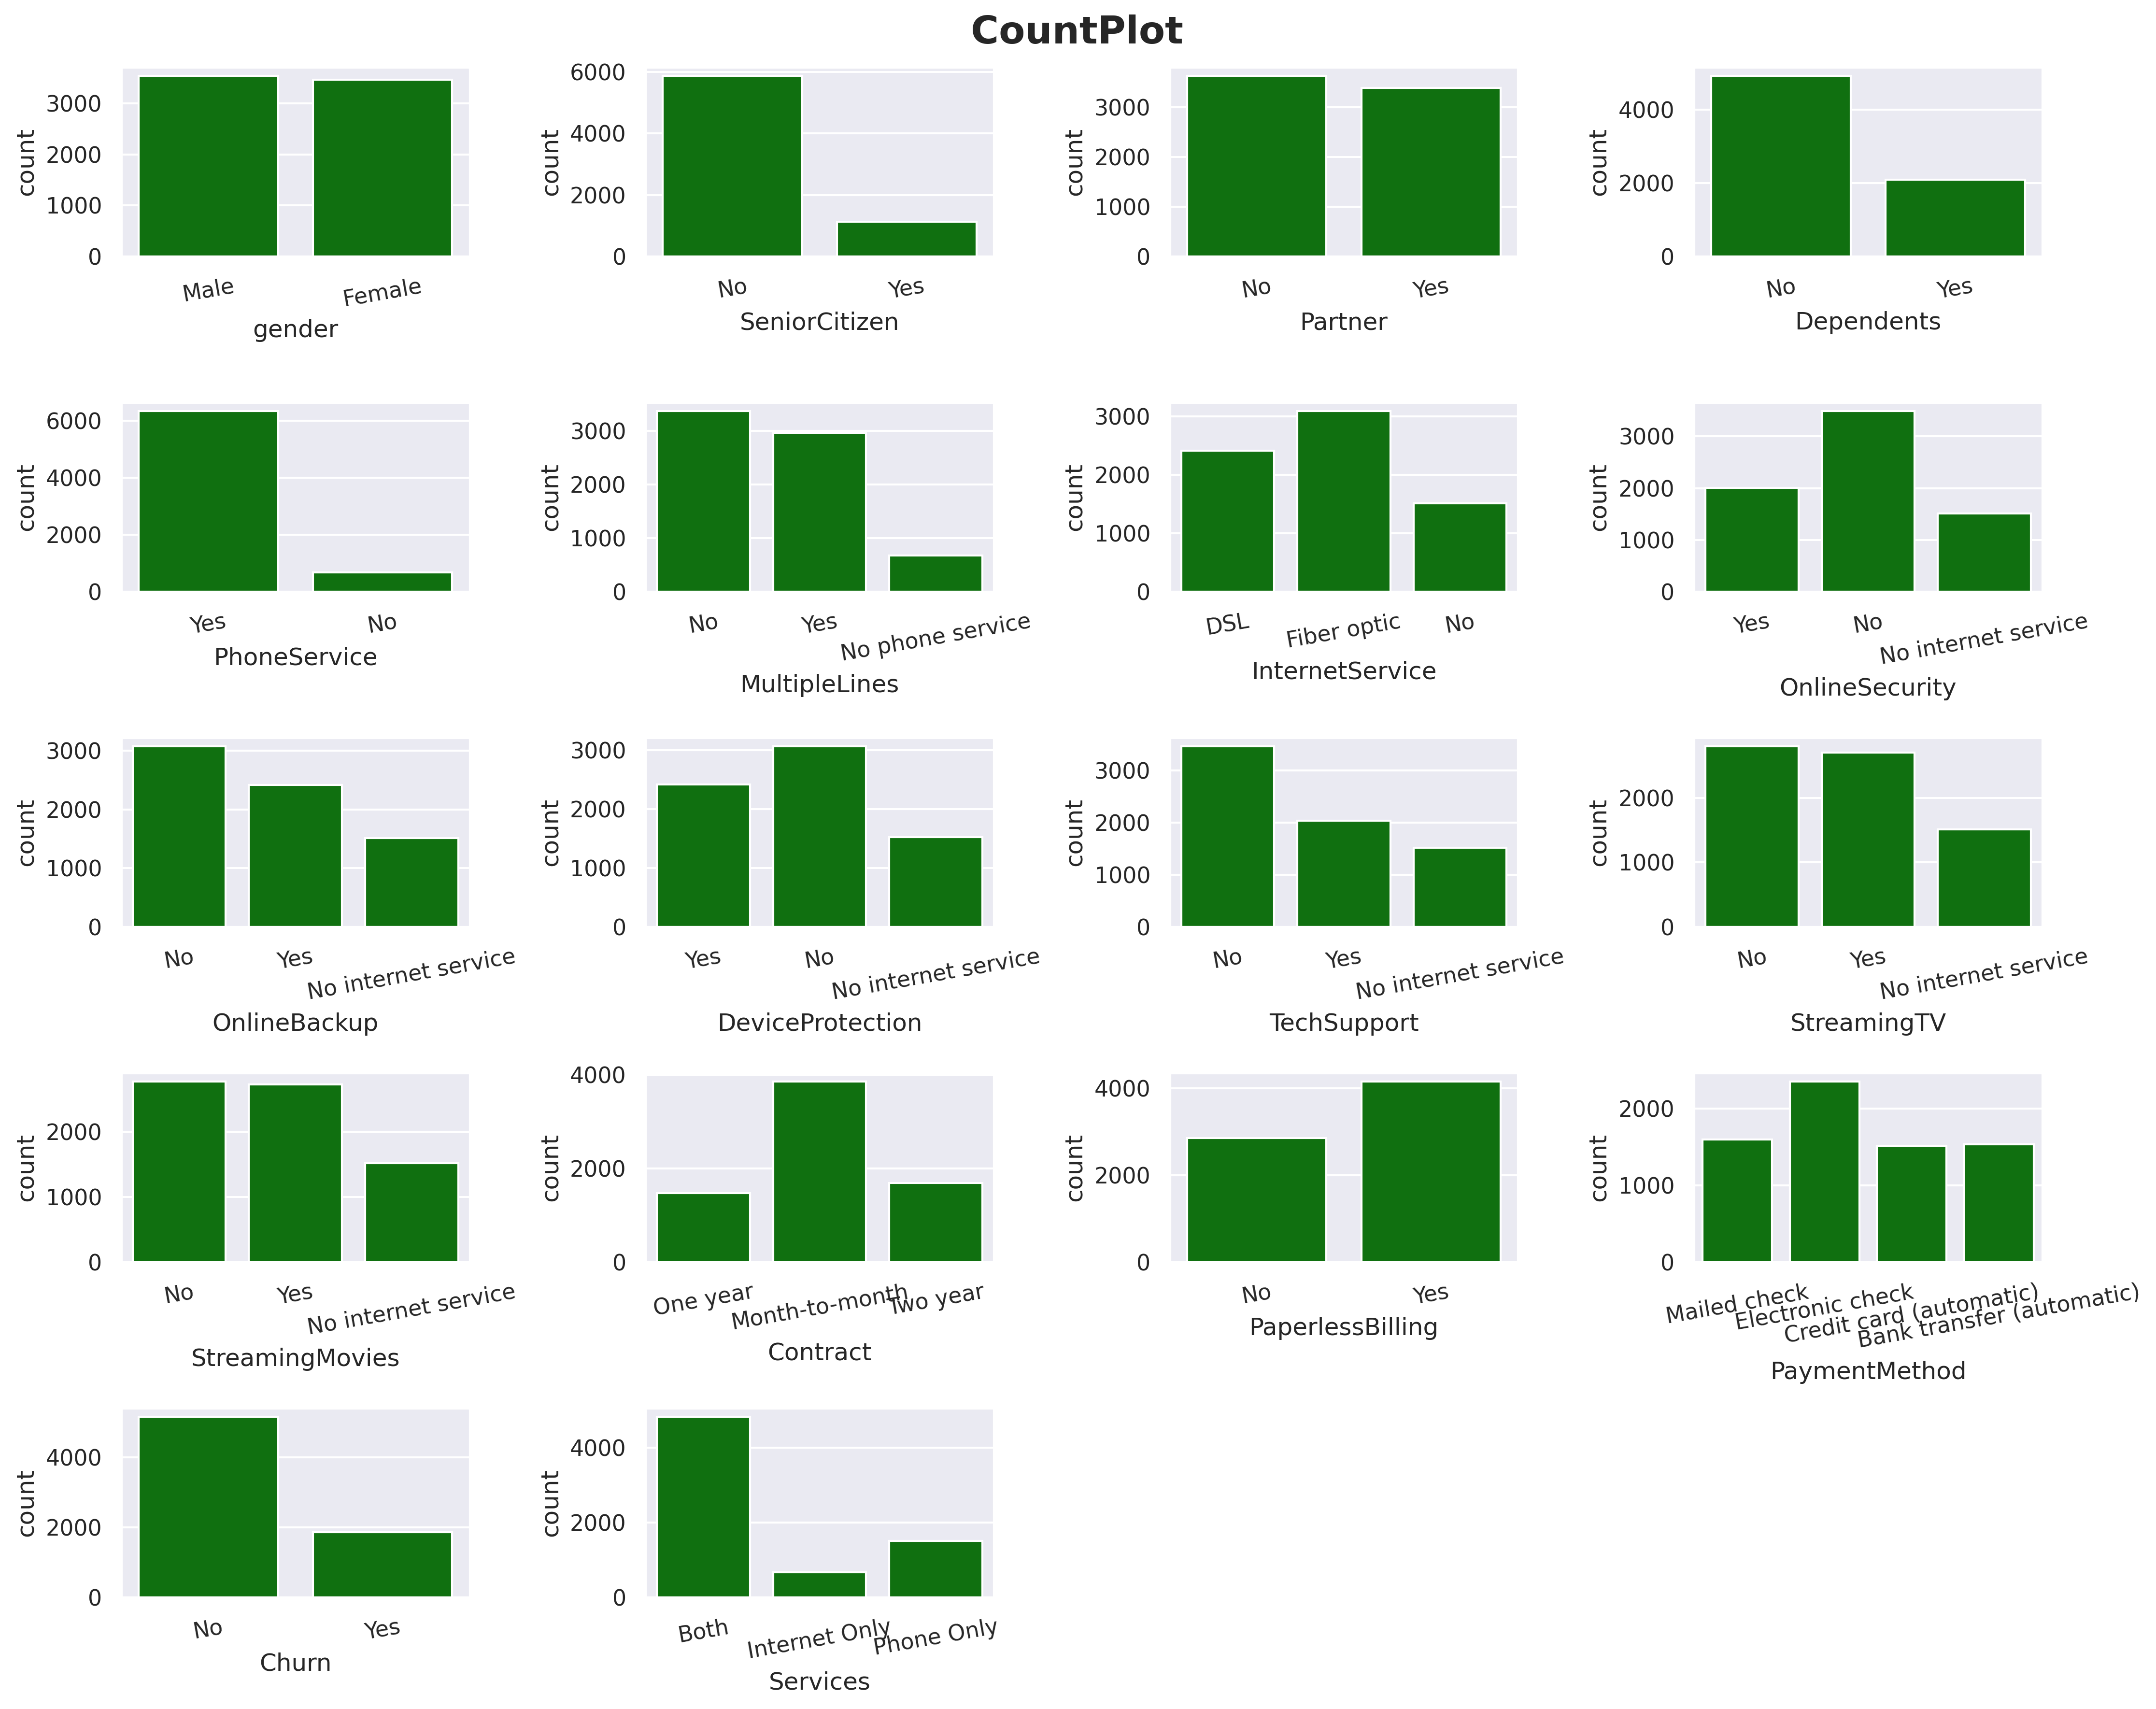 CountPlot
count
3000
2000
1000
0
Male Female
gender
count
6000
4000
2000
0
No Yes
SeniorCitizen
count
3000
2000
1000
0
No Yes
Partner
count
4000
2000
0
No Yes
Dependents
count
6000
4000
2000
0
Yes No
PhoneService
count
3000
2000
1000
0
No Yes No phone service
MultipleLines
count
3000
2000
1000
0
DSL Fiber optic No
InternetService
count
3000
2000
1000
0
Yes No No internet service
OnlineSecurity
count
3000
2000
1000
0
No Yes No internet service
OnlineBackup
count
3000
2000
1000
0
Yes No No internet service
DeviceProtection
count
3000
2000
1000
0
No Yes No internet service
TechSupport
count
2000
1000
0
No Yes No internet service
StreamingTV
count
2000
1000
0
No Yes No internet service
StreamingMovies
count
4000
2000
0
One year Month-to-month Two year
Contract
count
4000
2000
0
No Yes
PaperlessBilling
count
2000
1000
0
Mailed check Electronic check Credit card (automatic) Bank transfer (automatic)
PaymentMethod
count
4000
2000
0
No Yes
Churn
count
4000
2000
0
Both Internet Only Phone Only
Services